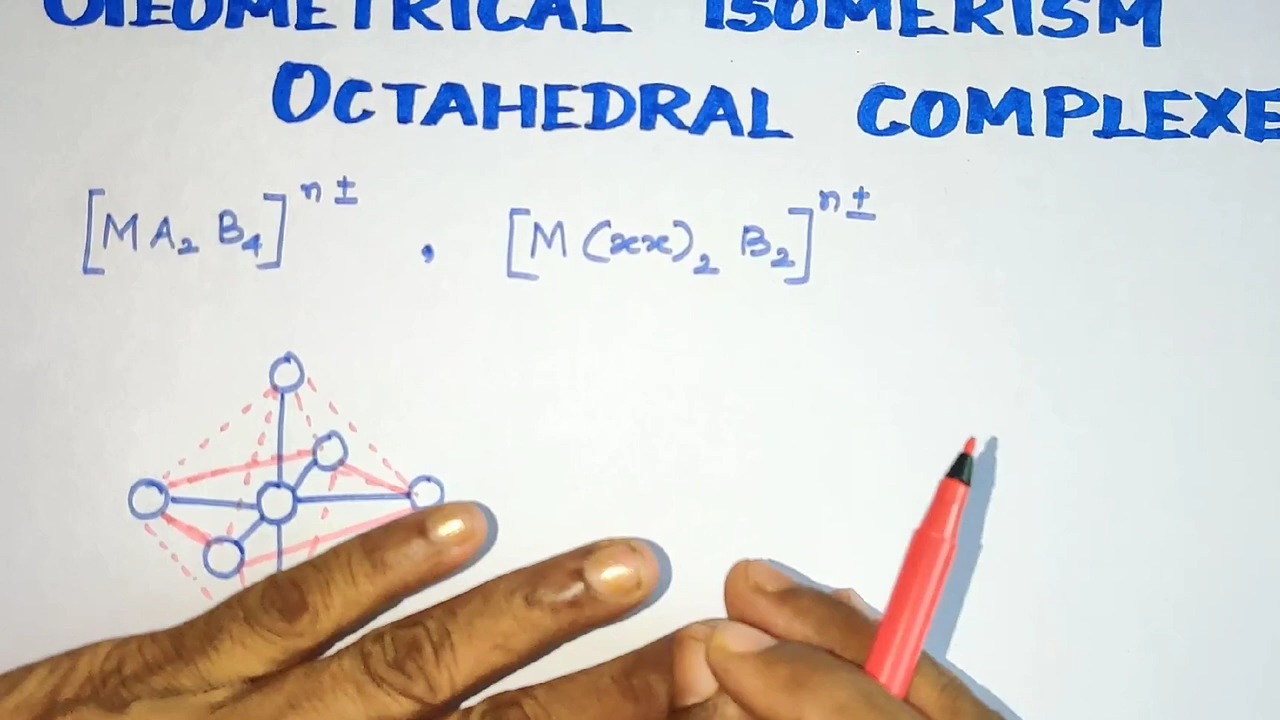 GEOMETRICAL ISOMERISM
OCTAHEDRAL COMPLEXE
[MA₂ B₄]ⁿ± , [M(xx)₂ B₂]ⁿ±